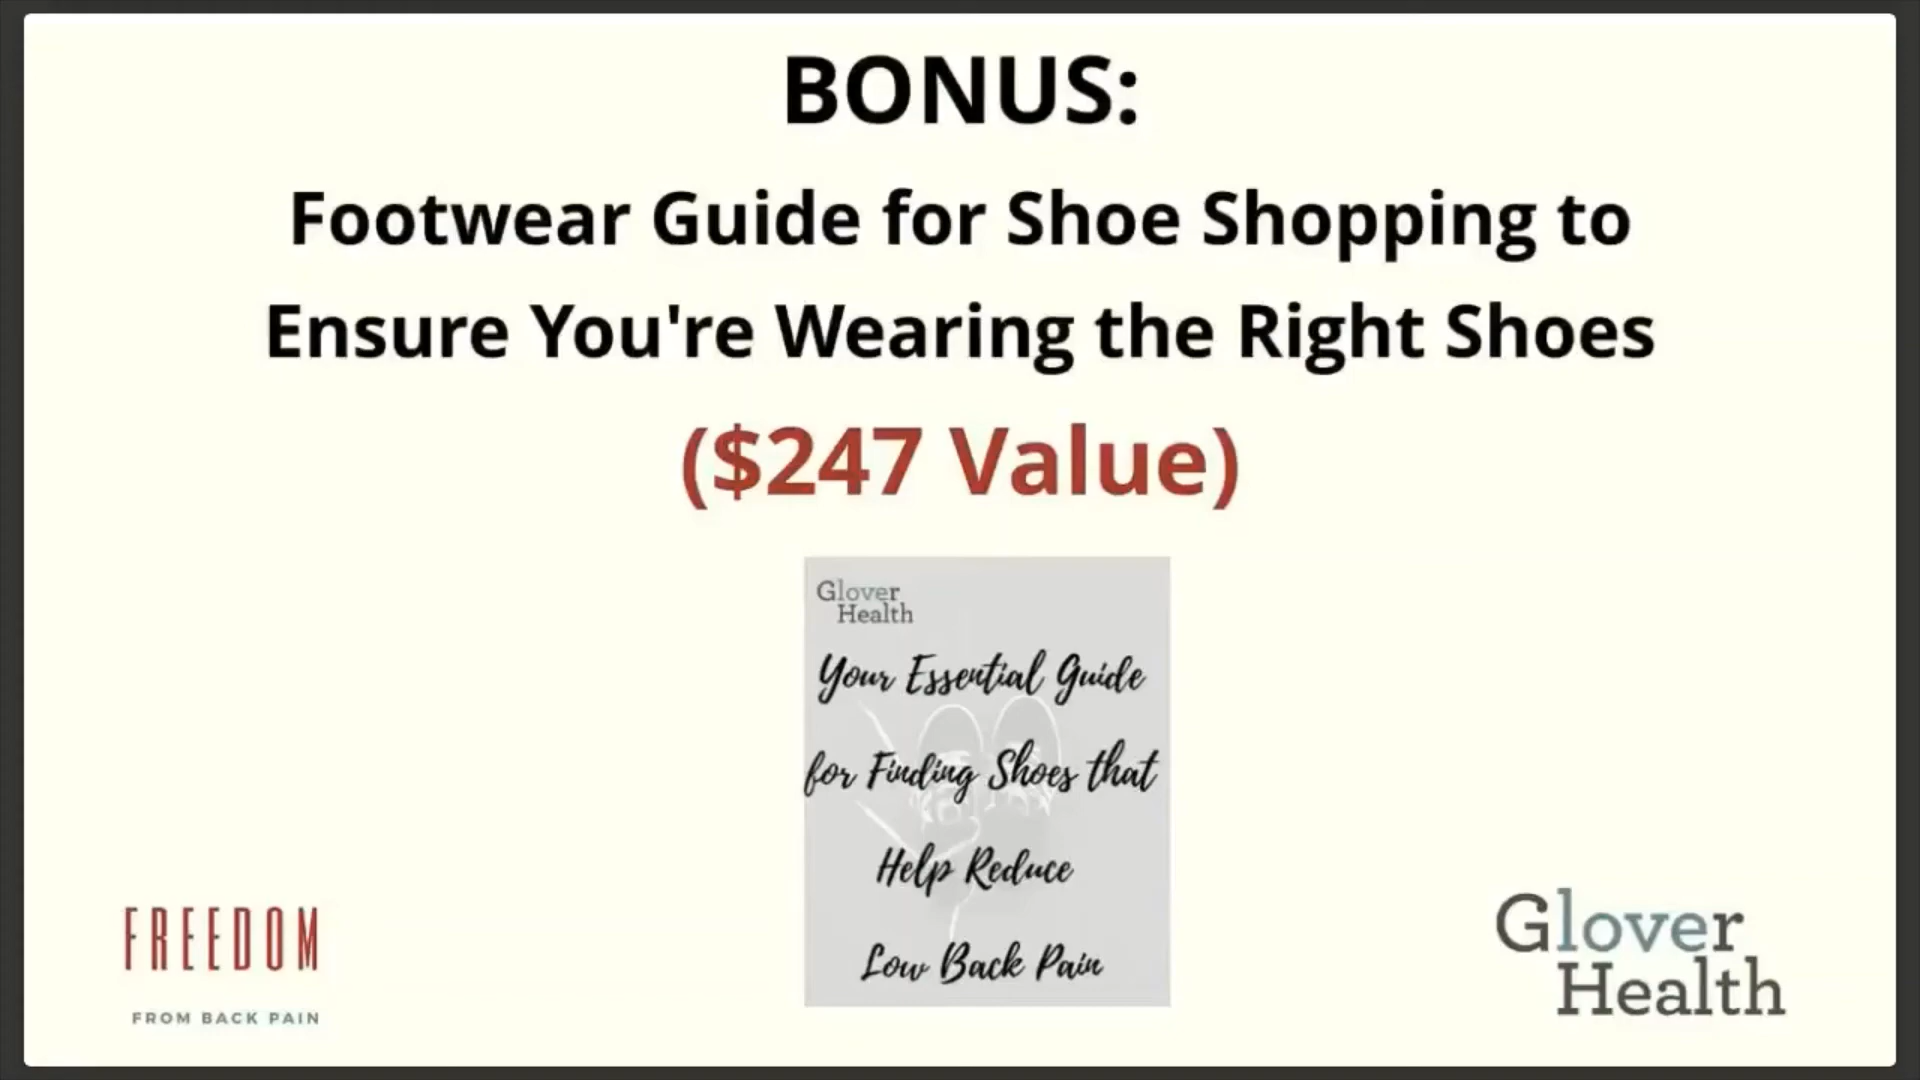 BONUS:
Footwear Guide for Shoe Shopping to
Ensure You're Wearing the Right Shoes
($247 Value)
Glover
Health
Your Essential Guide
for Finding Shoes that
Help Reduce
Low Back Pain
FREEDOM
FROM BACK PAIN
Glover
Health